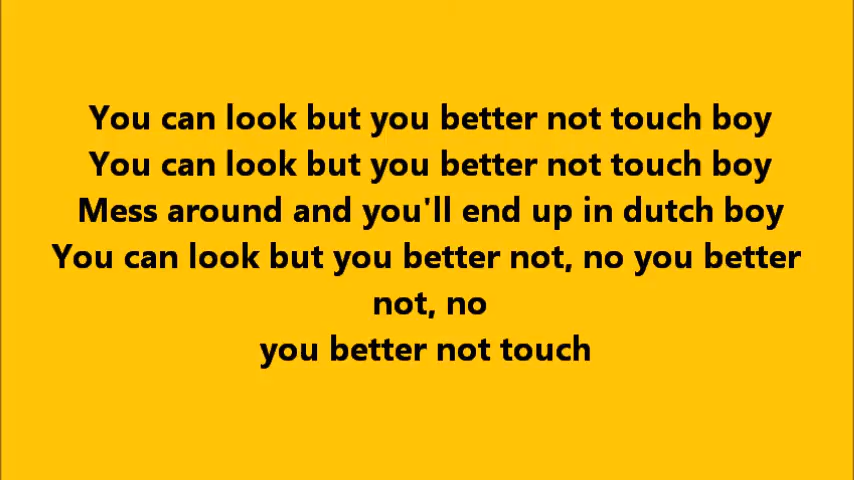 You can look but you better not touch boy
You can look but you better not touch boy
Mess around and you'll end up in dutch boy
You can look but you better not, no you better
not, no
you better not touch